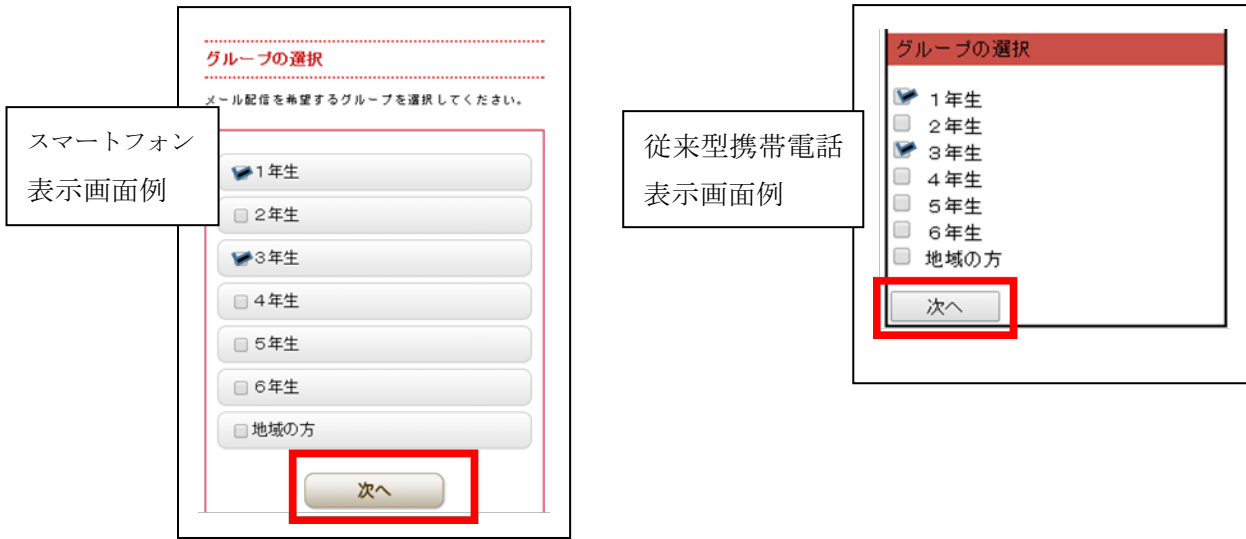 グループの選択
メール配信を希望するグループを選択してください。
スマートフォン
表示画面例
1年生
2年生
3年生
4年生
5年生
6年生
地域の方
次へ
従来型携帯電話
表示画面例
グループの選択
1年生
2年生
3年生
4年生
5年生
6年生
地域の方
次へ